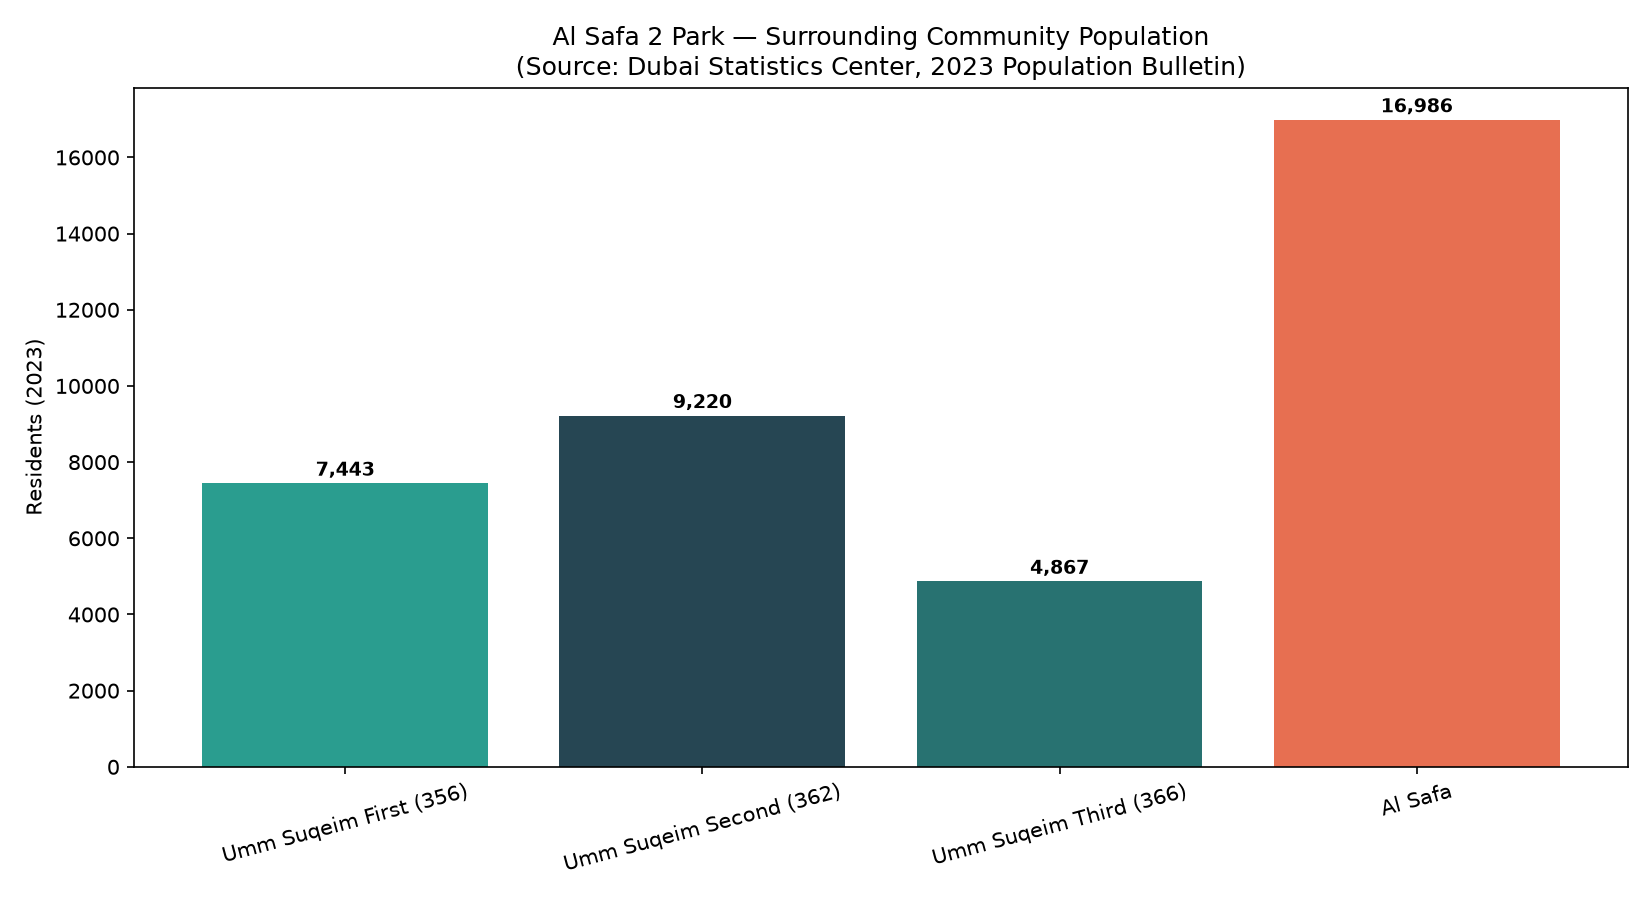 Al Safa 2 Park — Surrounding Community Population
(Source: Dubai Statistics Center, 2023 Population Bulletin)
Residents (2023)
16000
14000
12000
10000
8000
6000
4000
2000
0
7,443
9,220
4,867
16,986
Umm Suqeim First (356)
Umm Suqeim Second (362)
Umm Suqeim Third (366)
Al Safa